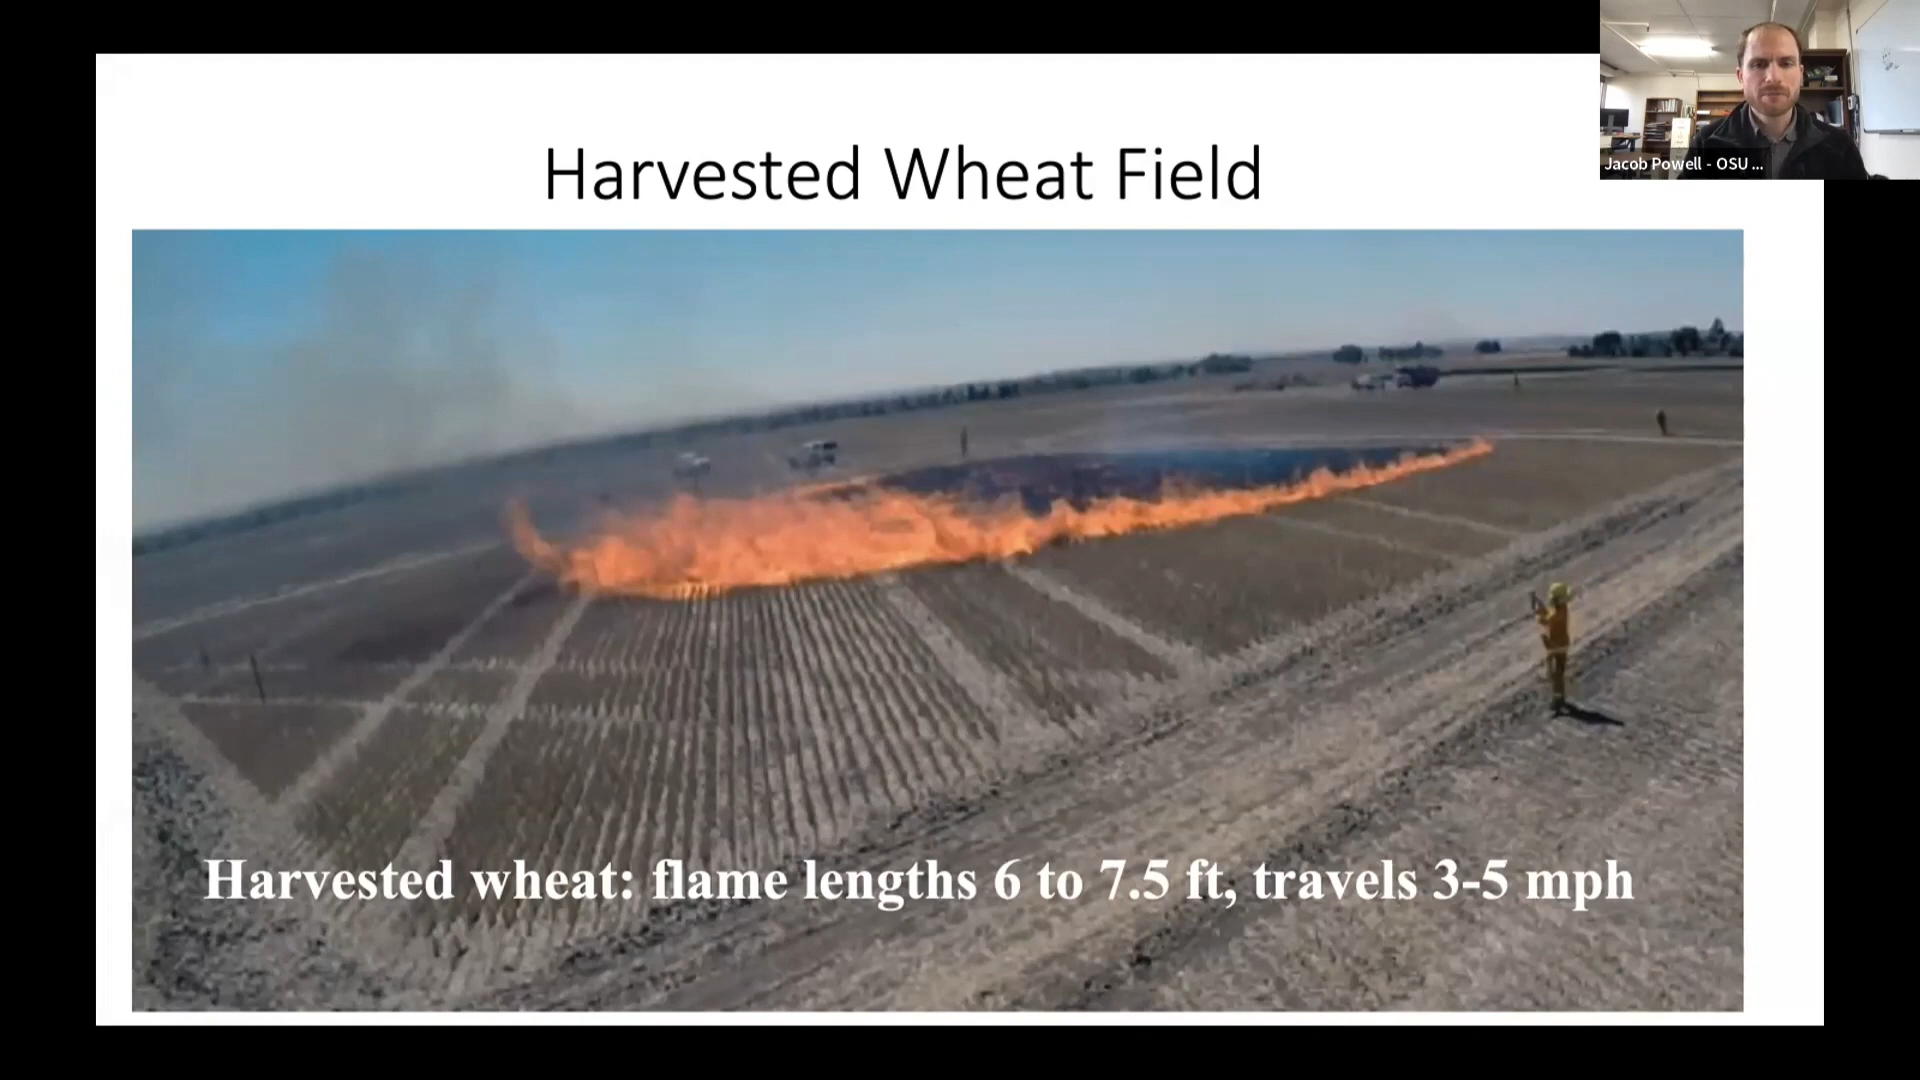 Harvested Wheat Field
Jacob Powell - OSU ...
Harvested wheat: flame lengths 6 to 7.5 ft, travels 3-5 mph